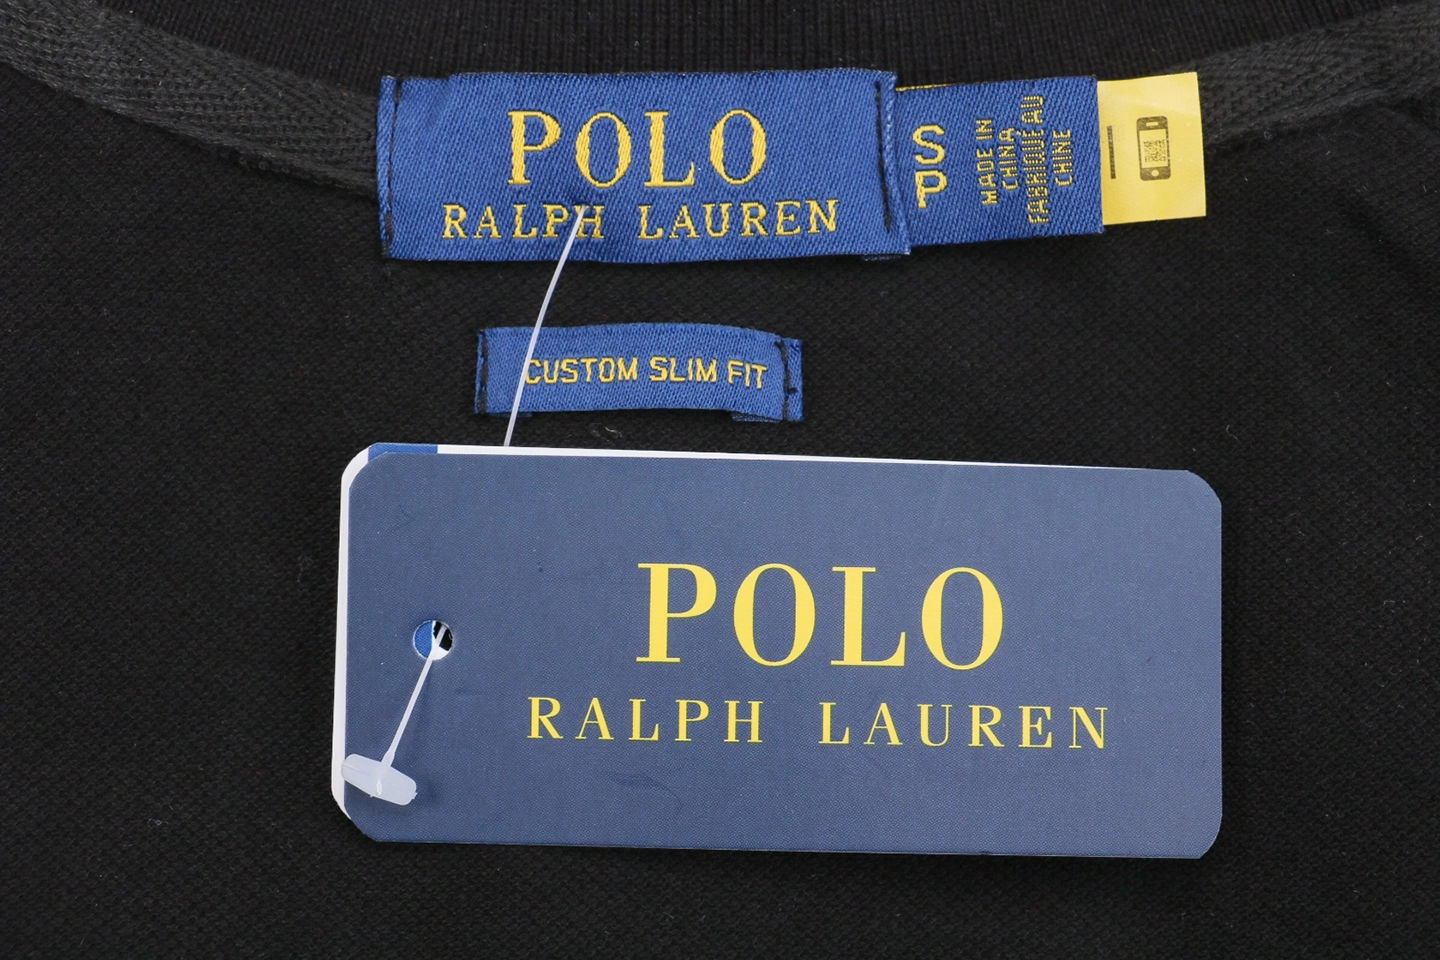 POLO
RALPH LAUREN
S
P
MADE IN
CHINA
FABRIQUÉ AU
CHINE
CUSTOM SLIM FIT
POLO
RALPH LAUREN